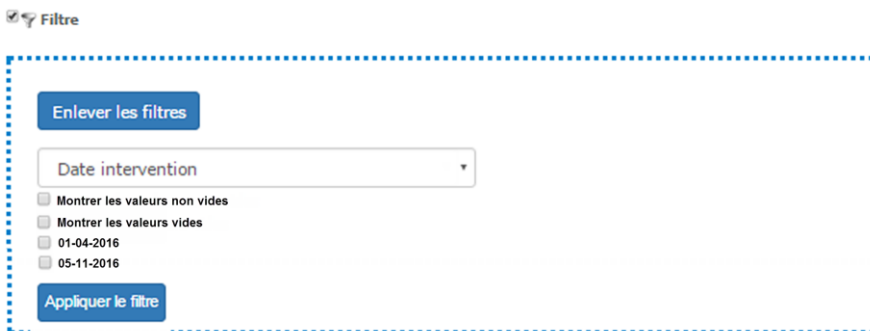 Filtre
Enlever les filtres
Date intervention
Montrer les valeurs non vides
Montrer les valeurs vides
01-04-2016
05-11-2016
Appliquer le filtre